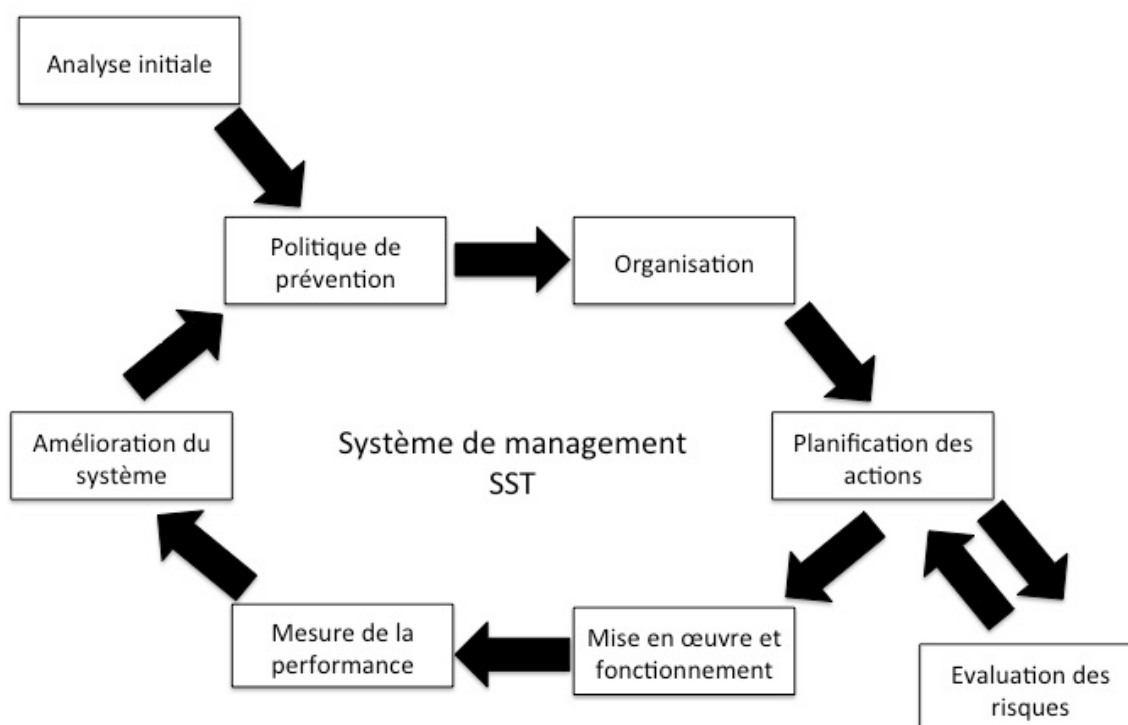 Analyse initiale
Politique de
prévention
Organisation
Amélioration du
système
Système de management
SST
Planification des
actions
Mesure de la
performance
Mise en œuvre et
fonctionnement
Evaluation des
risques